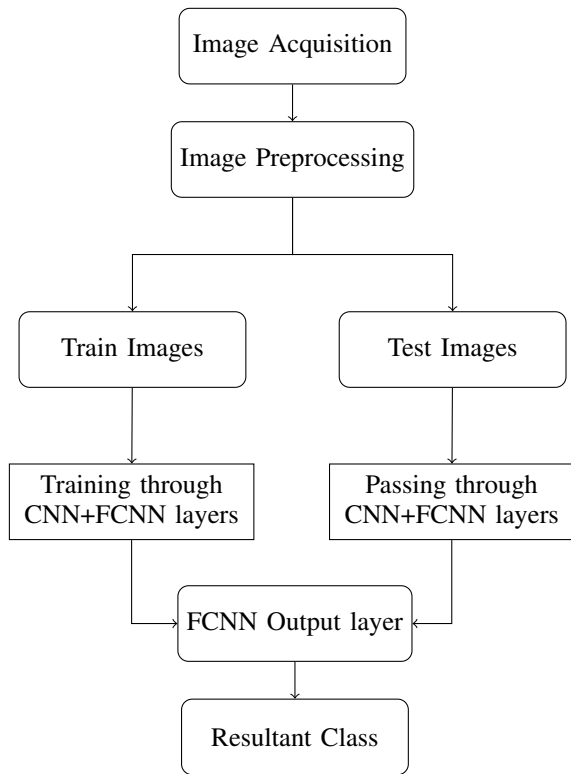 Image Acquisition
Image Preprocessing
Train Images
Test Images
Training through
CNN+FCNN layers
Passing through
CNN+FCNN layers
FCNN Output layer
Resultant Class